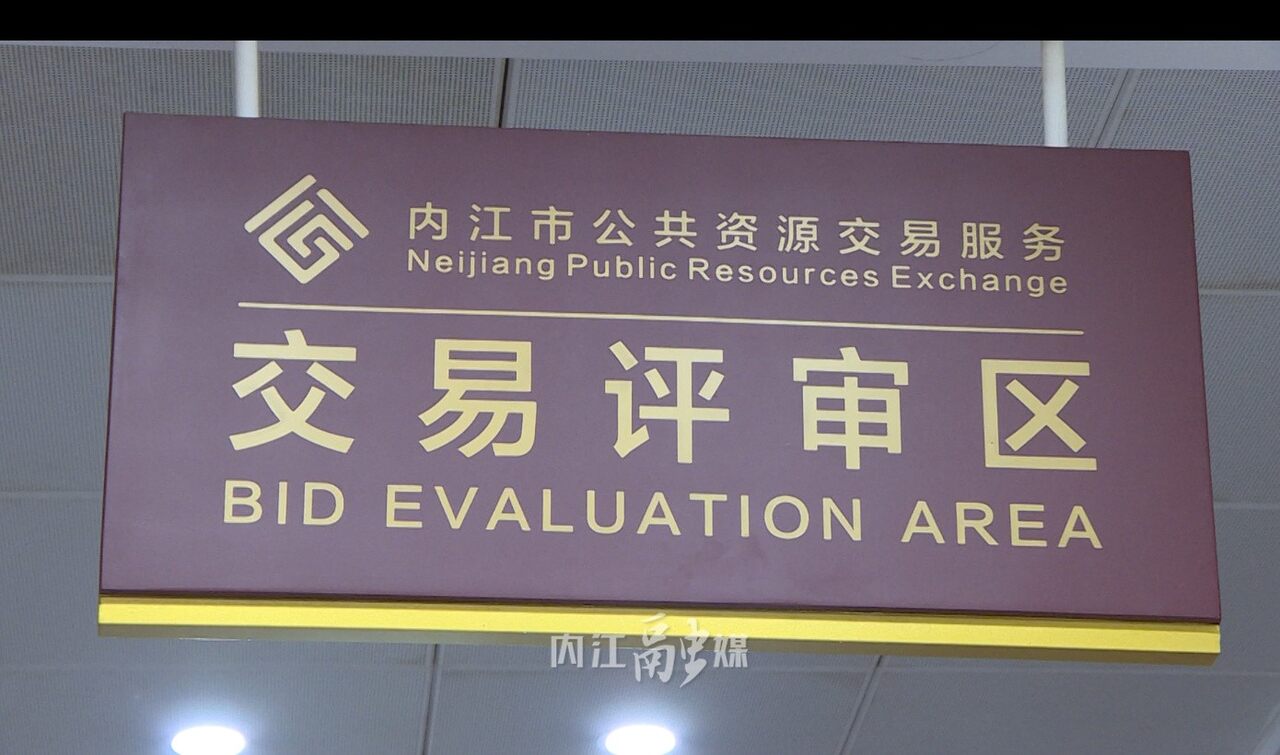 内江市公共资源交易服务
Neijiang Public Resources Exchange
交易评审区
BID EVALUATION AREA
内江融媒